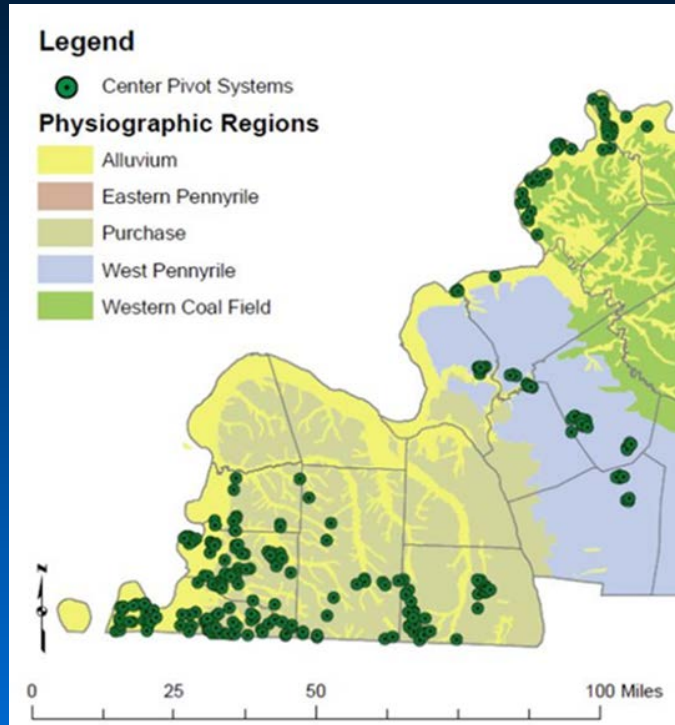 Legend
Center Pivot Systems
Physiographic Regions
Alluvium
Eastern Pennyrile
Purchase
West Pennyrile
Western Coal Field
N
0 25 50 100 Miles